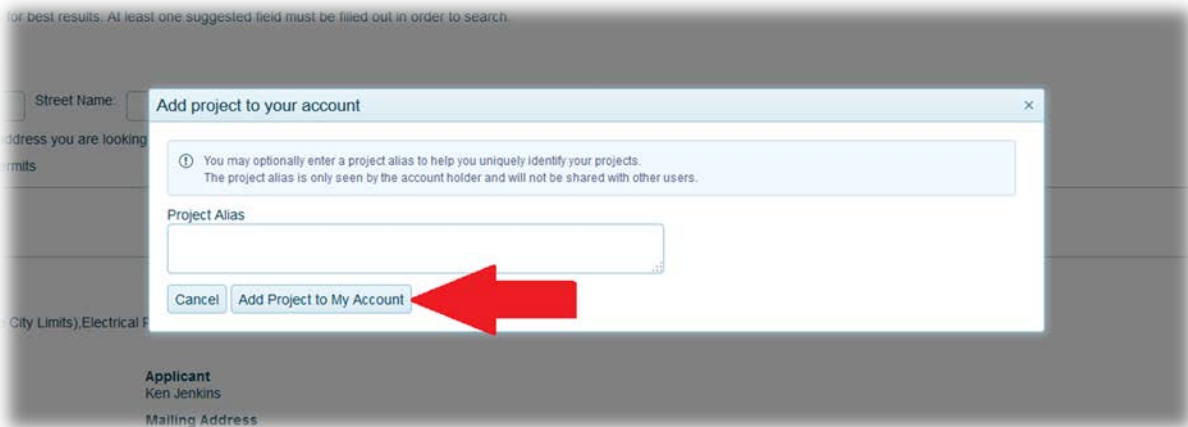 for best results. At least one suggested field must be filled out in order to search.
Street Name:
Add project to your account
×
address you are looking
ermits
You may optionally enter a project alias to help you uniquely identify your projects.
The project alias is only seen by the account holder and will not be shared with other users.
Project Alias
Cancel Add Project to My Account
City Limits),Electrical
Applicant
Ken Jenkins
Mailing Address